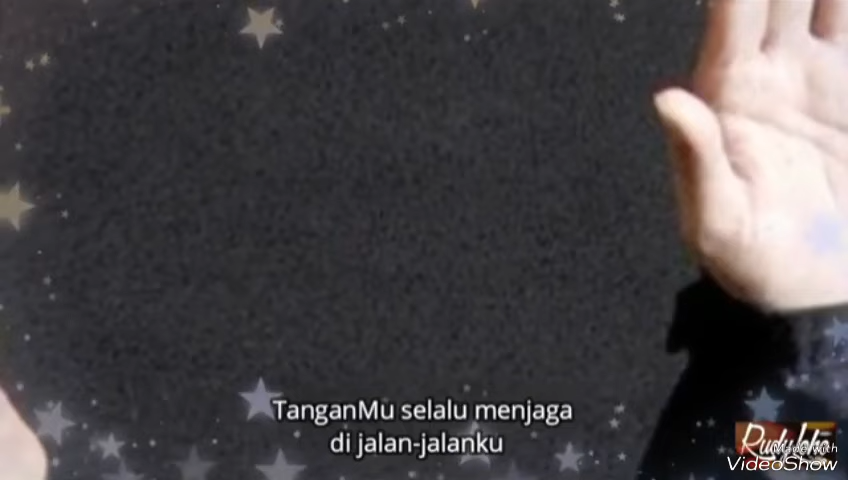 TanganMu selalu menjaga
di jalan-jalanku
Made with
VideoShow